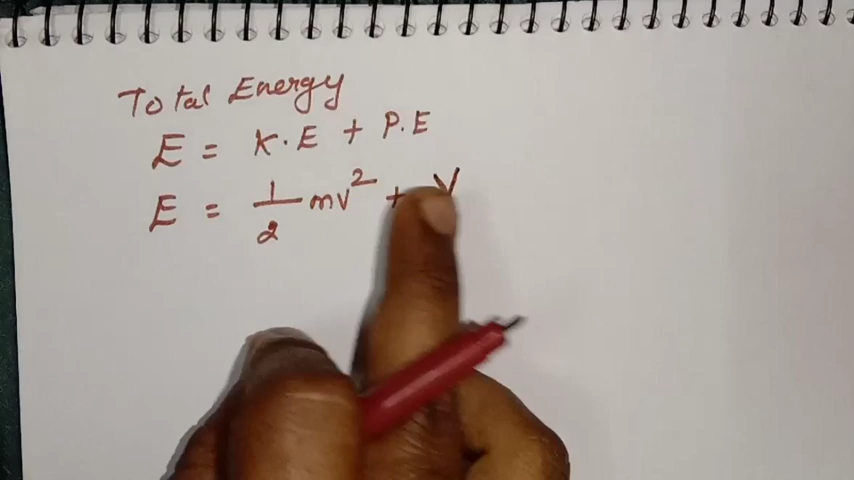 Total Energy
E = K.E + P.E
E = 1/2 mv² + V